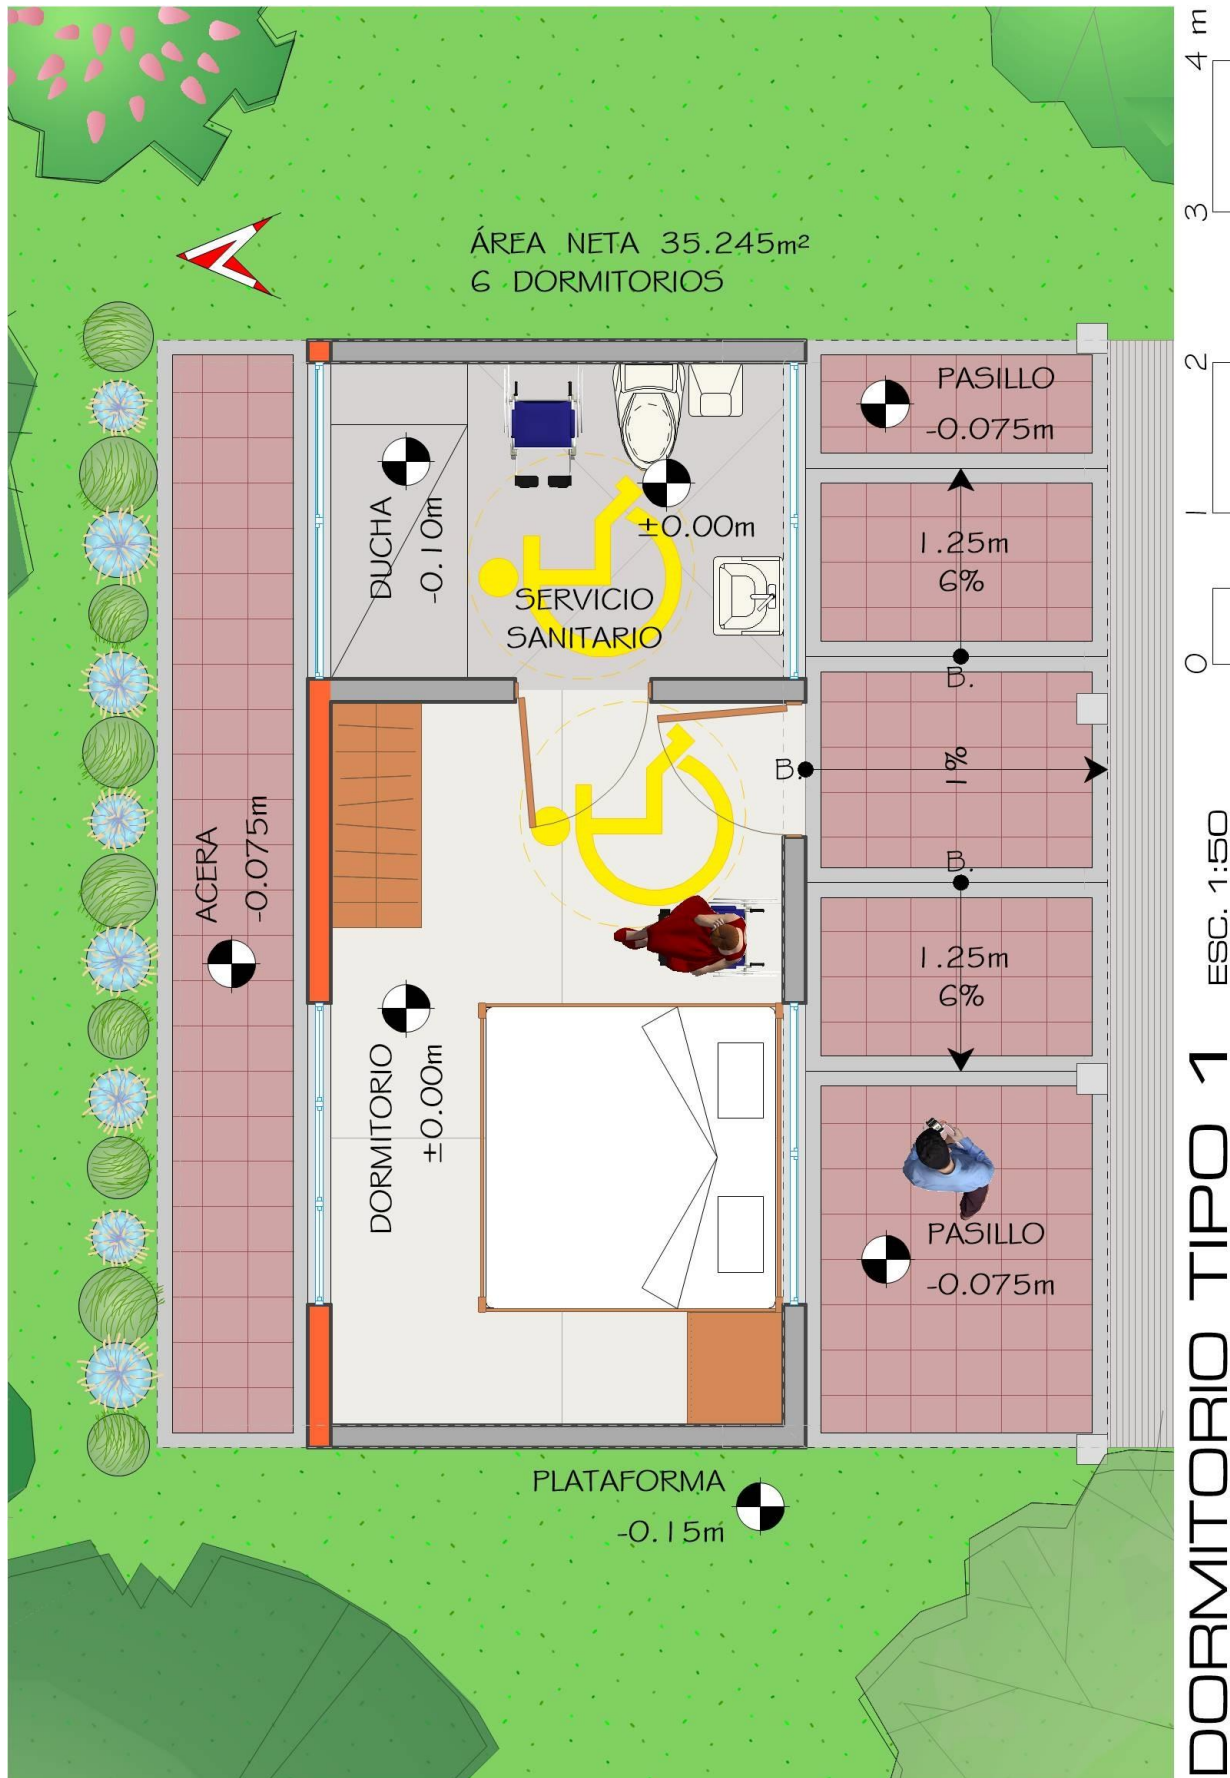 ÁREA NETA 35.245m²
6 DORMITORIOS
PASILLO
-0.075m
DUCHA
-0.10m
±0.00m
SERVICIO
SANITARIO
1.25m
6%
B.
B.
1%
B.
ACERA
-0.075m
1.25m
6%
DORMITORIO
±0.00m
PASILLO
-0.075m
PLATAFORMA
-0.15m
DORMITORIO TIPO 1
ESC. 1:50
0 1 2 3 4 m